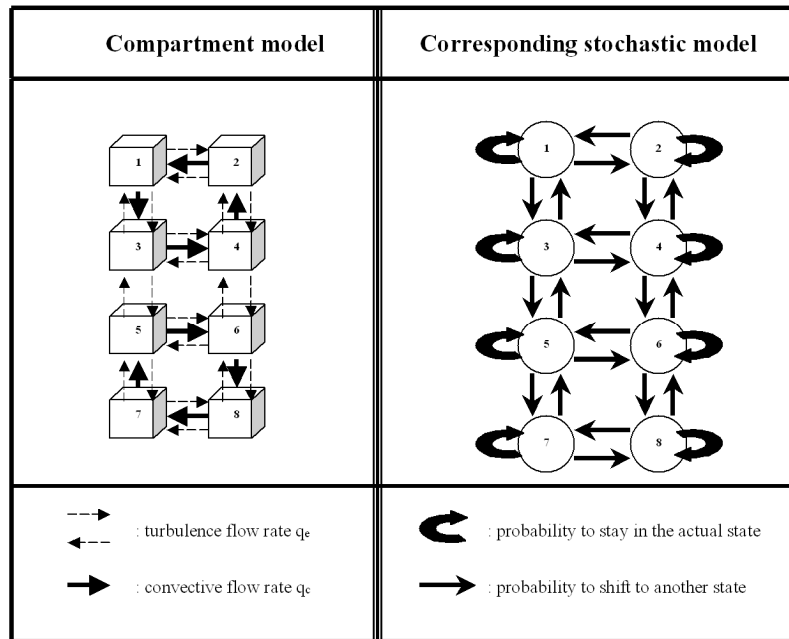 Compartment model
Corresponding stochastic model
1 2
3 4
5 6
7 8
1 2
3 4
5 6
7 8
: turbulence flow rate qe
: convective flow rate qc
: probability to stay in the actual state
: probability to shift to another state